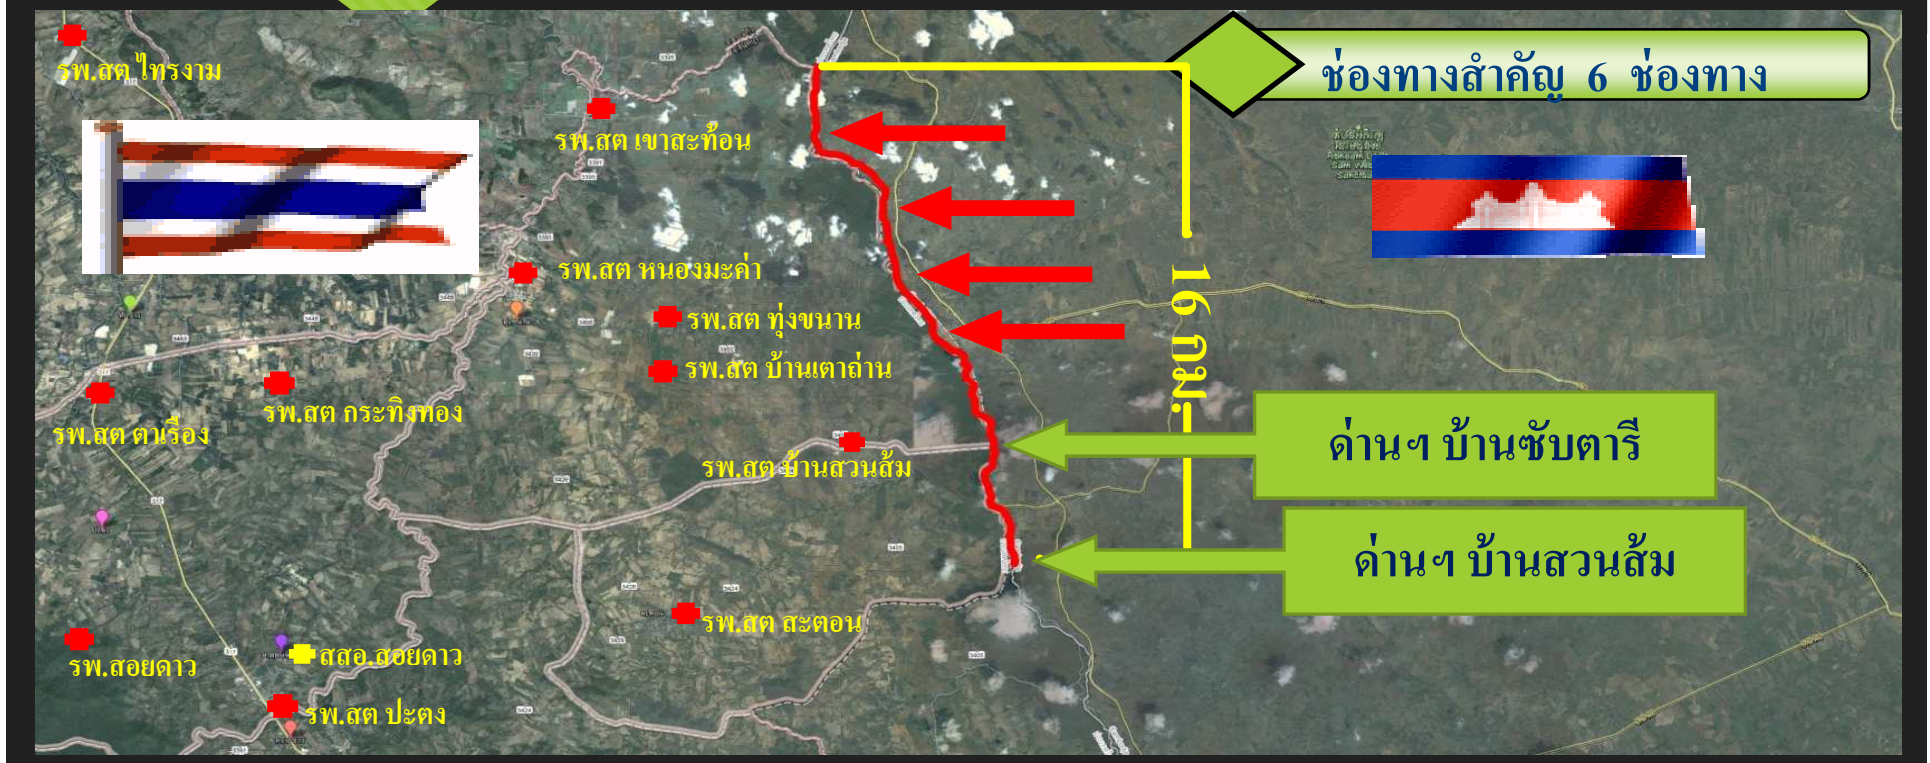 ช่องทางสำคัญ 6 ช่องทาง
รพ.สต ไทรงาม
รพ.สต เขาสะท้อน
รพ.สต หนองมะค่า
รพ.สต ทุ่งขนาน
รพ.สต บ้านเตาถ่าน
รพ.สต กระทิงทอง
รพ.สต ตาเรือง
รพ.สต บ้านสวนส้ม
16 กม.
ด่านฯ บ้านซับตารี
ด่านฯ บ้านสวนส้ม
รพ.สต สะตอน
รพ.สอยดาว
สสอ.สอยดาว
รพ.สต ปะตง